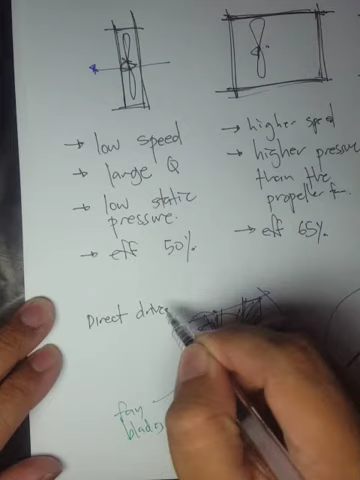 → low speed
→ large Q
→ low static
pressure.
→ eff 50%.
→ higher speed
→ higher pressure
than the
propeller fan.
→ eff 65%.
Direct drive
fan
blades